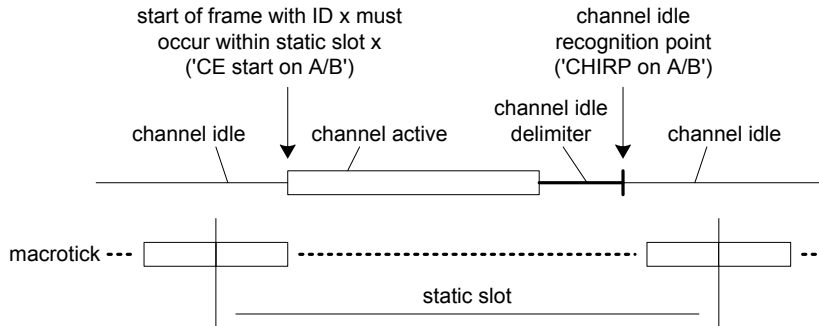 start of frame with ID x must
occur within static slot x
('CE start on A/B')
channel idle
recognition point
('CHIRP on A/B')
channel idle
channel active
channel idle
delimiter
channel idle
macrotick
static slot